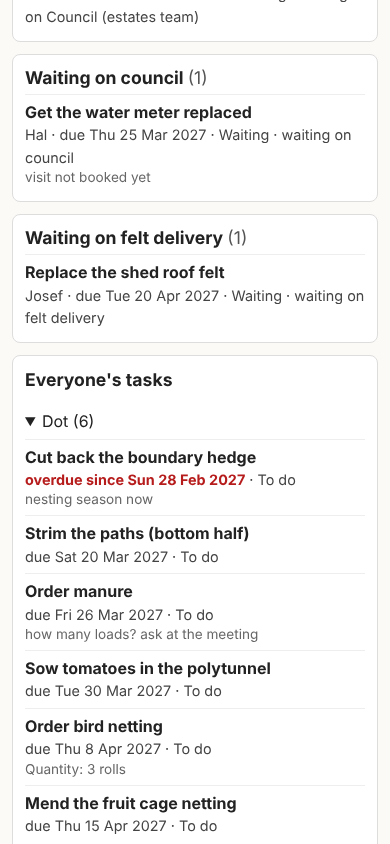 on Council (estates team)
Waiting on council (1)
Get the water meter replaced
Hal · due Thu 25 Mar 2027 · Waiting · waiting on
council
visit not booked yet
Waiting on felt delivery (1)
Replace the shed roof felt
Josef · due Tue 20 Apr 2027 · Waiting · waiting on
felt delivery
Everyone's tasks
▼ Dot (6)
Cut back the boundary hedge
overdue since Sun 28 Feb 2027 · To do
nesting season now
Strim the paths (bottom half)
due Sat 20 Mar 2027 · To do
Order manure
due Fri 26 Mar 2027 · To do
how many loads? ask at the meeting
Sow tomatoes in the polytunnel
due Tue 30 Mar 2027 · To do
Order bird netting
due Thu 8 Apr 2027 · To do
Quantity: 3 rolls
Mend the fruit cage netting
due Thu 15 Apr 2027 · To do